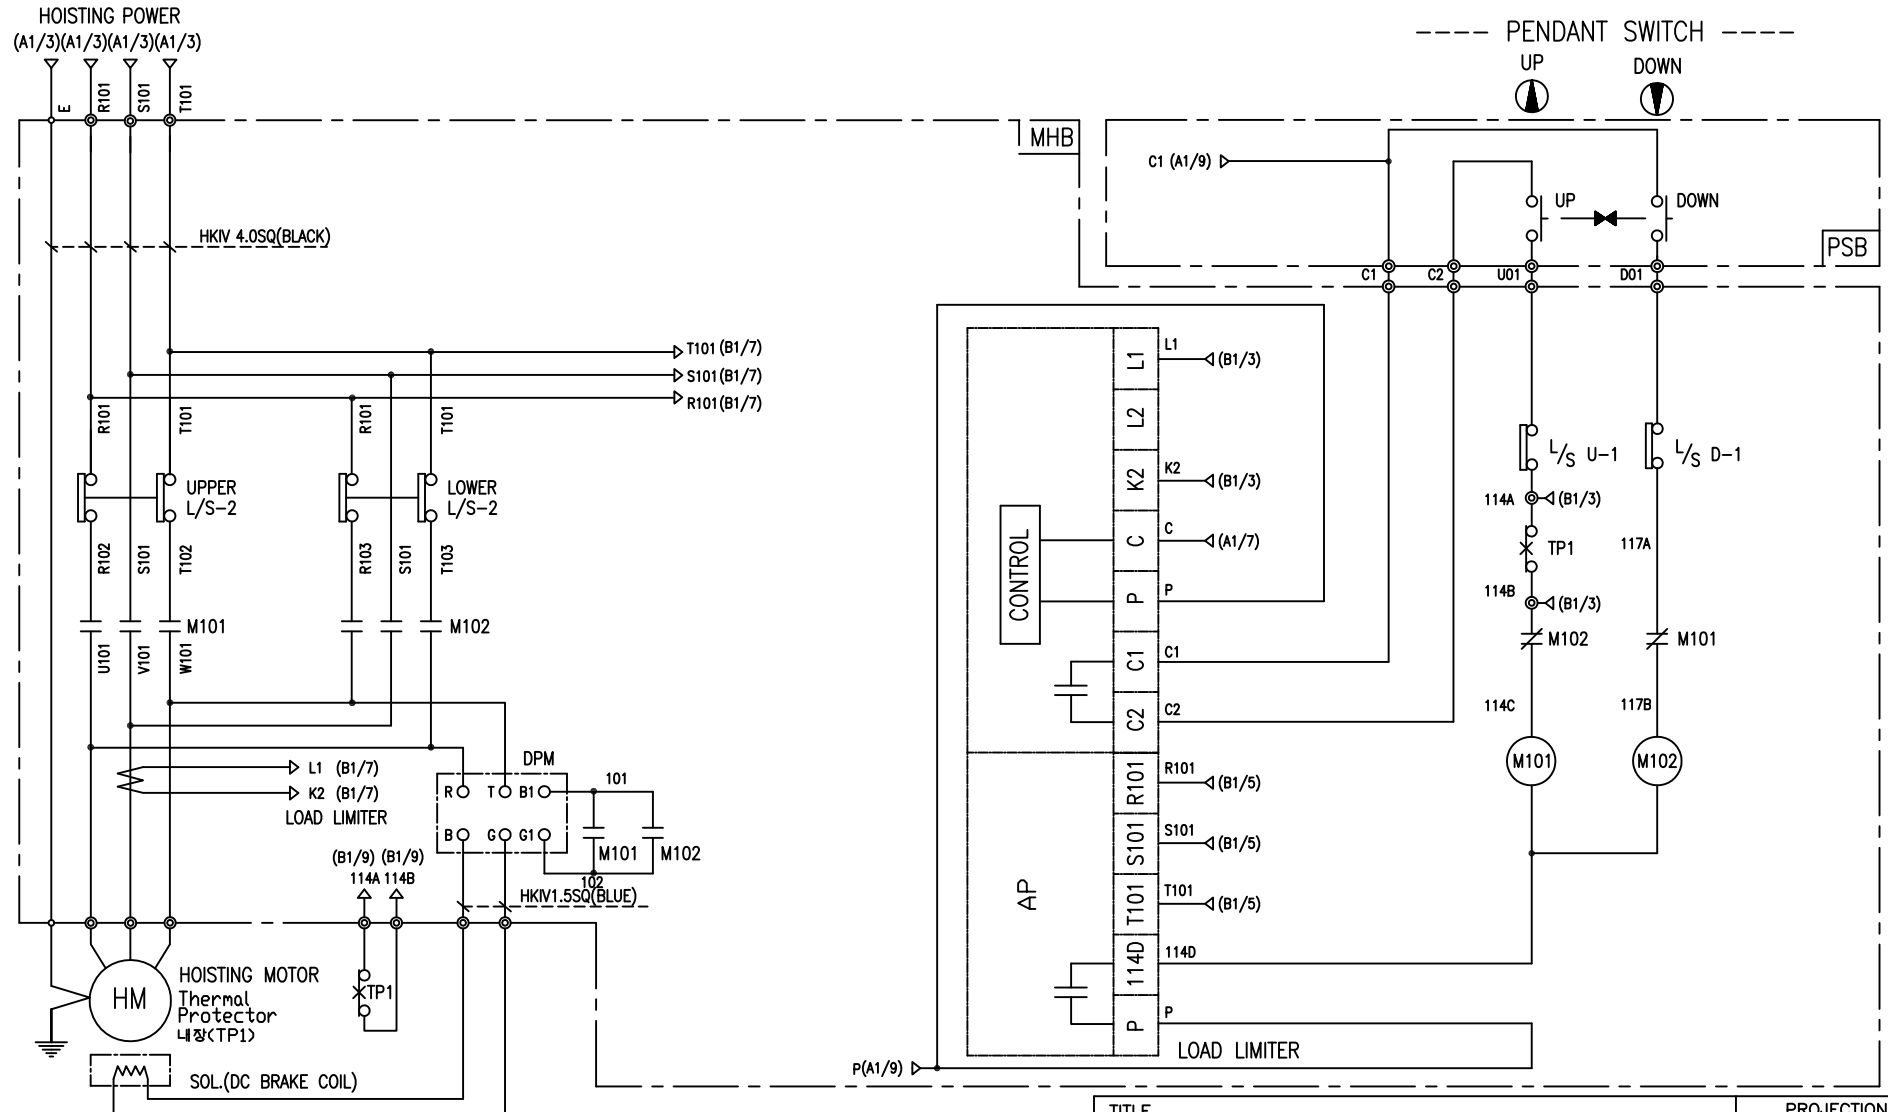 HOISTING POWER
(A1/3)(A1/3)(A1/3)(A1/3)
E
R101
S101
T101
---- PENDANT SWITCH ----
UP
DOWN
MHB
C1 (A1/9)
UP
DOWN
PSB
HKIV 4.0SQ(BLACK)
C1
C2
U01
D01
T101 (B1/7)
S101 (B1/7)
R101 (B1/7)
R101
T101
R101
T101
UPPER
L/S-2
LOWER
L/S-2
R102
S101
T102
R103
S101
T103
M101
M102
U101
V101
W101
L1 (B1/7)
K2 (B1/7)
LOAD LIMITER
DPM
R
T
B1
B
G
G1
101
M101
M102
102
HKIV1.5SQ(BLUE)
(B1/9) (B1/9)
114A 114B
TP1
HM
HOISTING MOTOR
Thermal
Protector
내장(TP1)
SOL.(DC BRAKE COIL)
CONTROL
AP
L1
L1
(B1/3)
L2
K2
K2
(B1/3)
C
C
(A1/7)
P
P
C1
C1
C2
C2
R101
R101
(B1/5)
S101
S101
(B1/5)
T101
T101
(B1/5)
114D
114D
P
P
LOAD LIMITER
P(A1/9)
L/S U-1
L/S D-1
114A
(B1/3)
TP1
117A
114B
(B1/3)
M102
M101
114C
117B
M101
M102
TITLE
PROJECTION